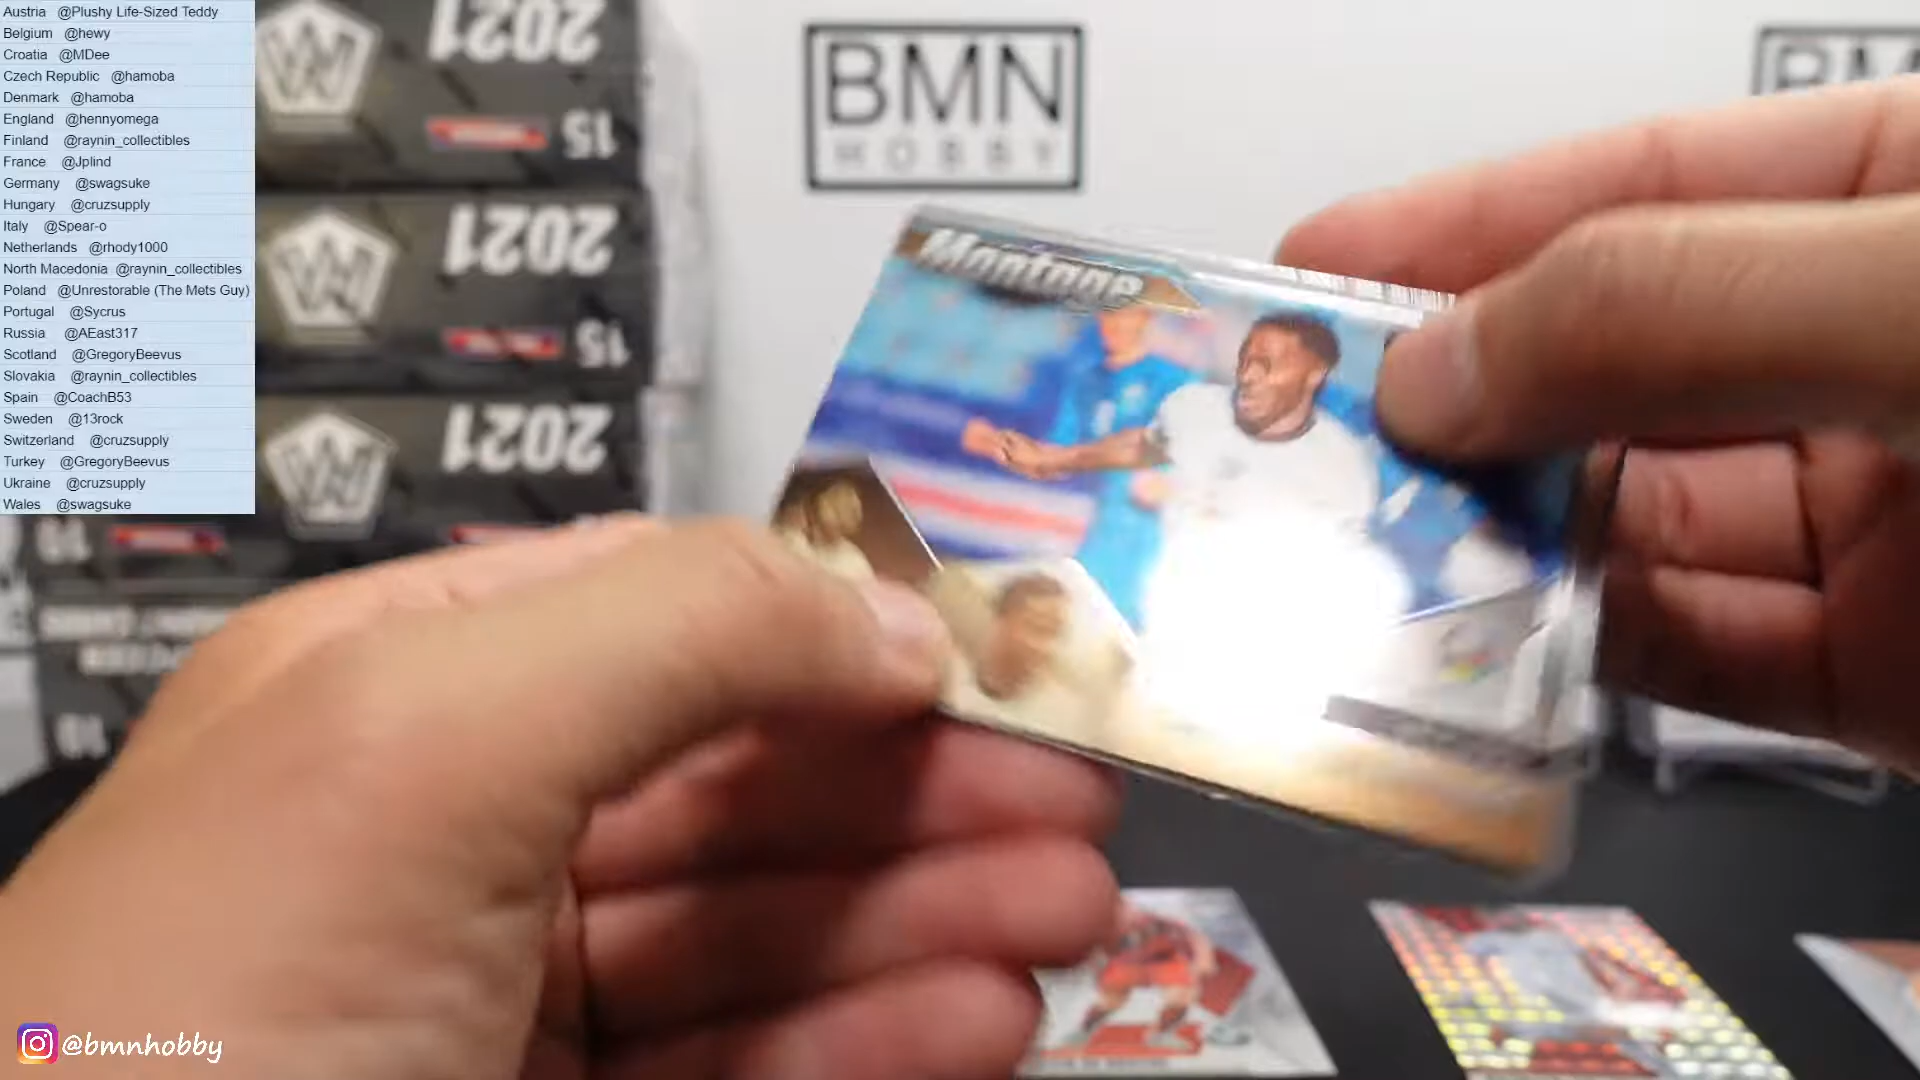 Austria @Plushy Life-Sized Teddy
Belgium @hewy
Croatia @MDee
Czech Republic @hamoba
Denmark @hamoba
England @hennyomega
Finland @raynin_collectibles
France @Jplind
Germany @swagsuke
Hungary @cruzsupply
Italy @Spear-o
Netherlands @rhody1000
North Macedonia @raynin_collectibles
Poland @Unrestorable (The Mets Guy)
Portugal @Sycrus
Russia @AEast317
Scotland @GregoryBeevus
Slovakia @raynin_collectibles
Spain @CoachB53
Sweden @13rock
Switzerland @cruzsupply
Turkey @GregoryBeevus
Ukraine @cruzsupply
Wales @swagsuke
2021
15
2021
15
2021
BMN
HOBBY
BM
Montage
@bmnhobby